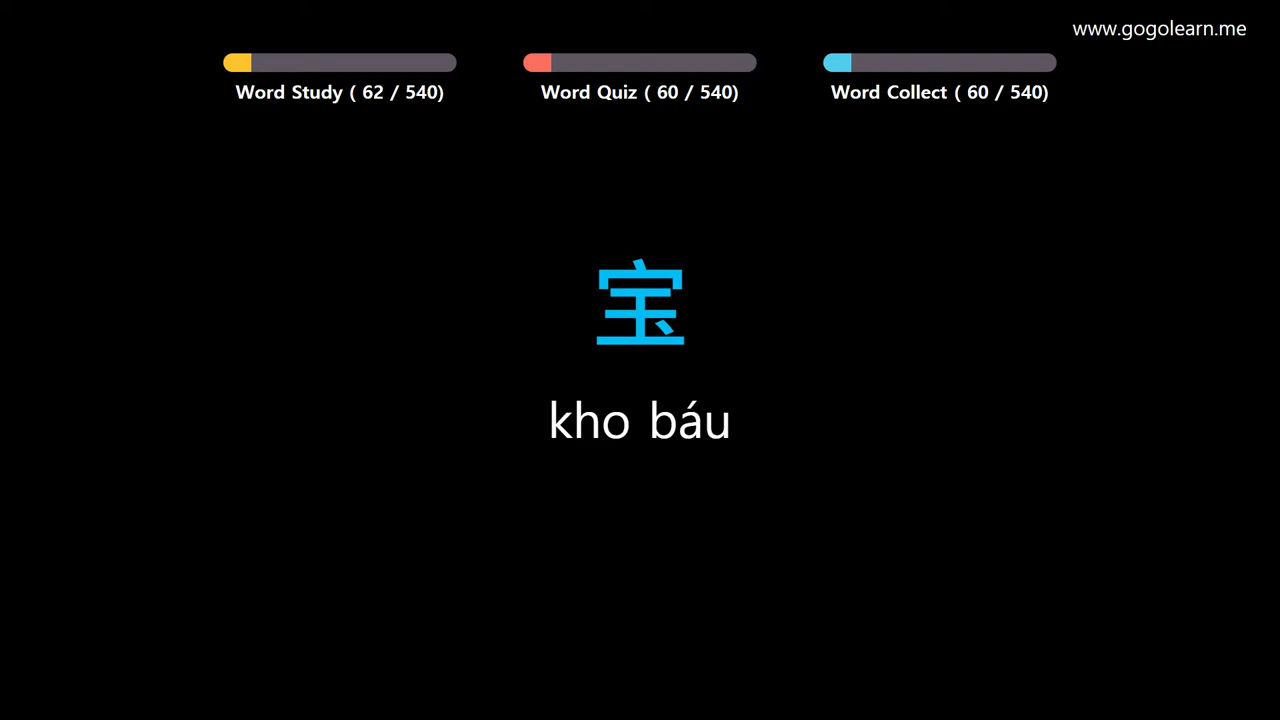 www.gogolearn.me
Word Study ( 62 / 540)
Word Quiz ( 60 / 540)
Word Collect ( 60 / 540)
宝
kho báu